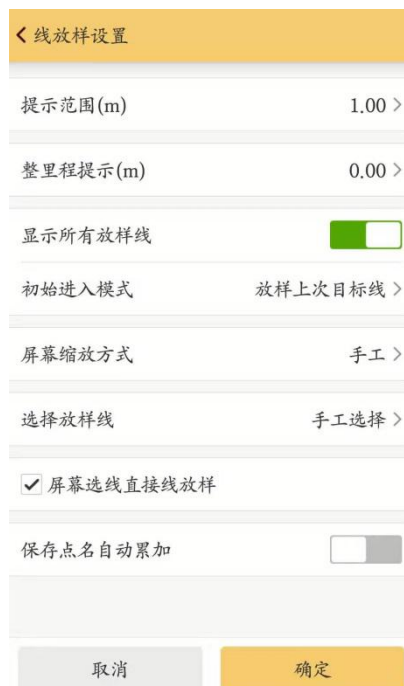 线放样设置
提示范围(m) 1.00
整里程提示(m) 0.00
显示所有放样线
初始进入模式 放样上次目标线
屏幕缩放方式 手工
选择放样线 手工选择
屏幕选线直接线放样
保存点名自动累加
取消 确定